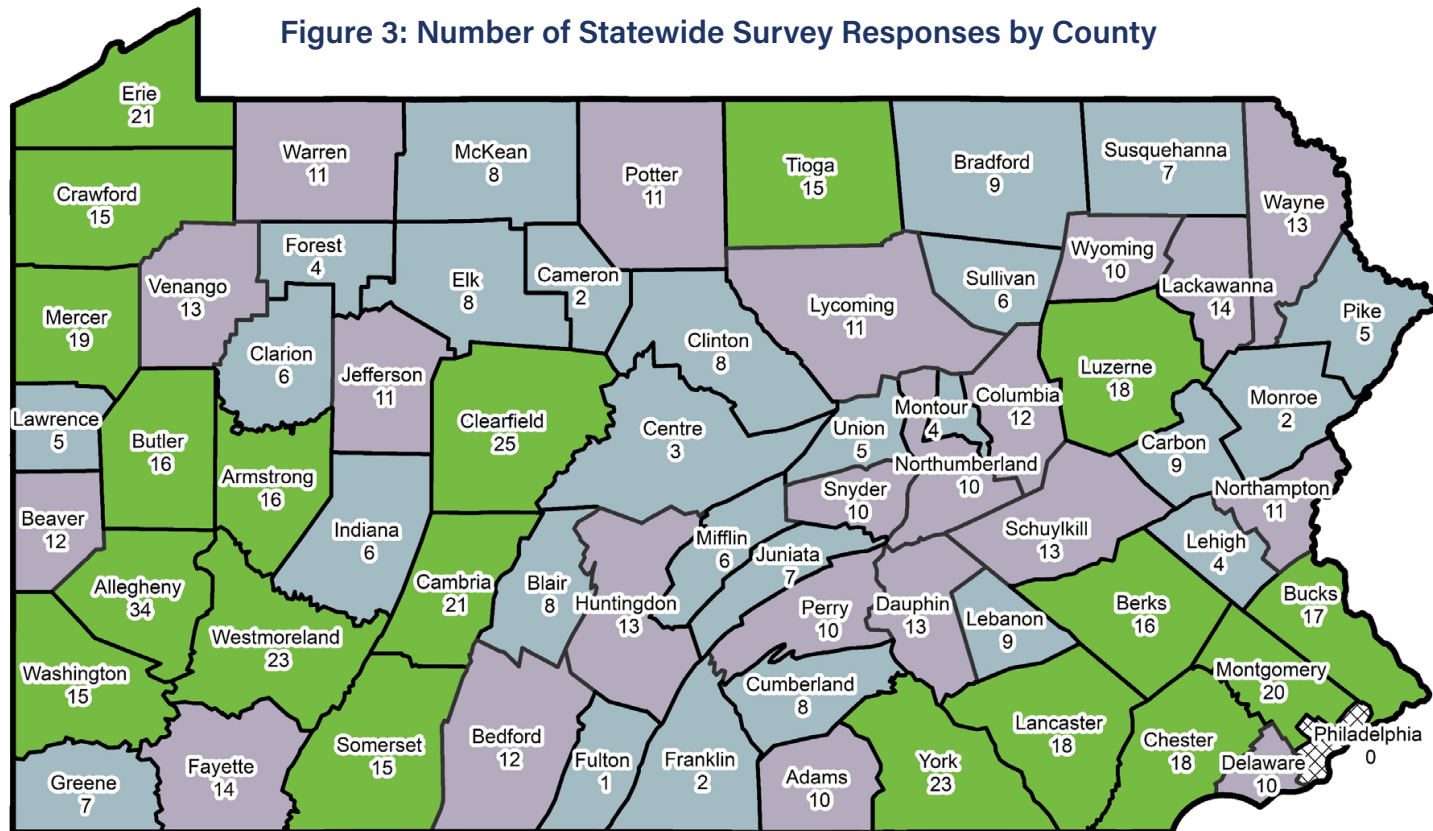 Figure 3: Number of Statewide Survey Responses by County
Erie
21
Crawford
15
Warren
11
McKean
8
Potter
11
Tioga
15
Bradford
9
Susquehanna
7
Wayne
13
Forest
4
Venango
13
Elk
8
Cameron
2
Wyoming
10
Sullivan
6
Lackawanna
14
Lycoming
11
Pike
5
Mercer
19
Clarion
6
Clinton
8
Jefferson
11
Luzerne
18
Columbia
12
Monroe
2
Montour
4
Lawrence
5
Butler
16
Clearfield
25
Centre
3
Union
5
Carbon
9
Armstrong
16
Northumberland
10
Snyder
10
Northampton
11
Beaver
12
Indiana
6
Mifflin
6
Juniata
7
Schuylkill
13
Lehigh
4
Allegheny
34
Cambria
21
Blair
8
Huntingdon
13
Perry
10
Dauphin
13
Lebanon
9
Berks
16
Bucks
17
Westmoreland
23
Washington
15
Montgomery
20
Cumberland
8
Lancaster
18
Philadelphia
0
Somerset
15
Bedford
12
Chester
18
Fulton
1
Franklin
2
York
23
Delaware
10
Fayette
14
Greene
7
Adams
10